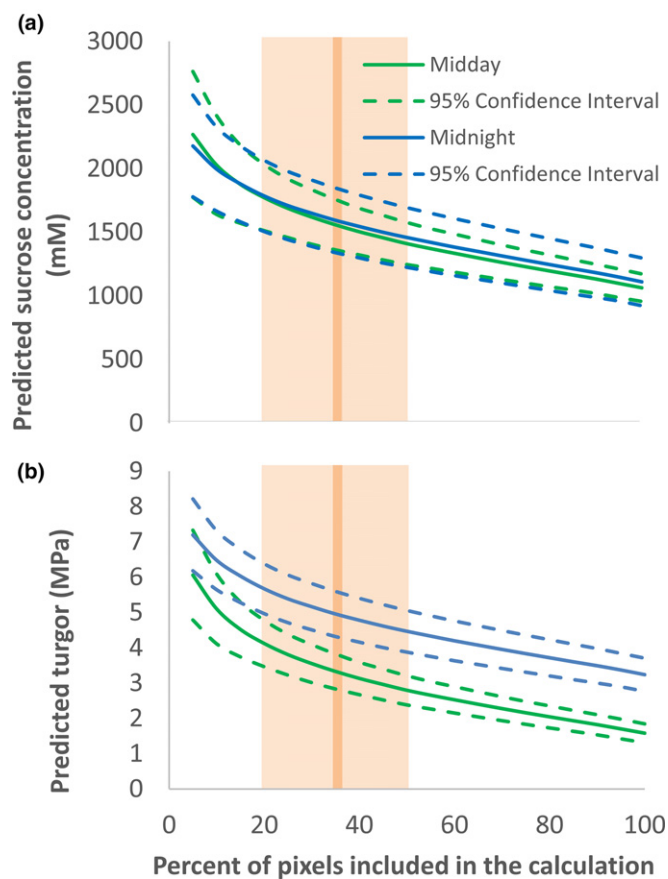 (a)
Predicted sucrose concentration
(mM)
3000
2500
2000
1500
1000
500
0
Midday
95% Confidence Interval
Midnight
95% Confidence Interval
(b)
Predicted turgor (MPa)
9
8
7
6
5
4
3
2
1
0
0 20 40 60 80 100
Percent of pixels included in the calculation